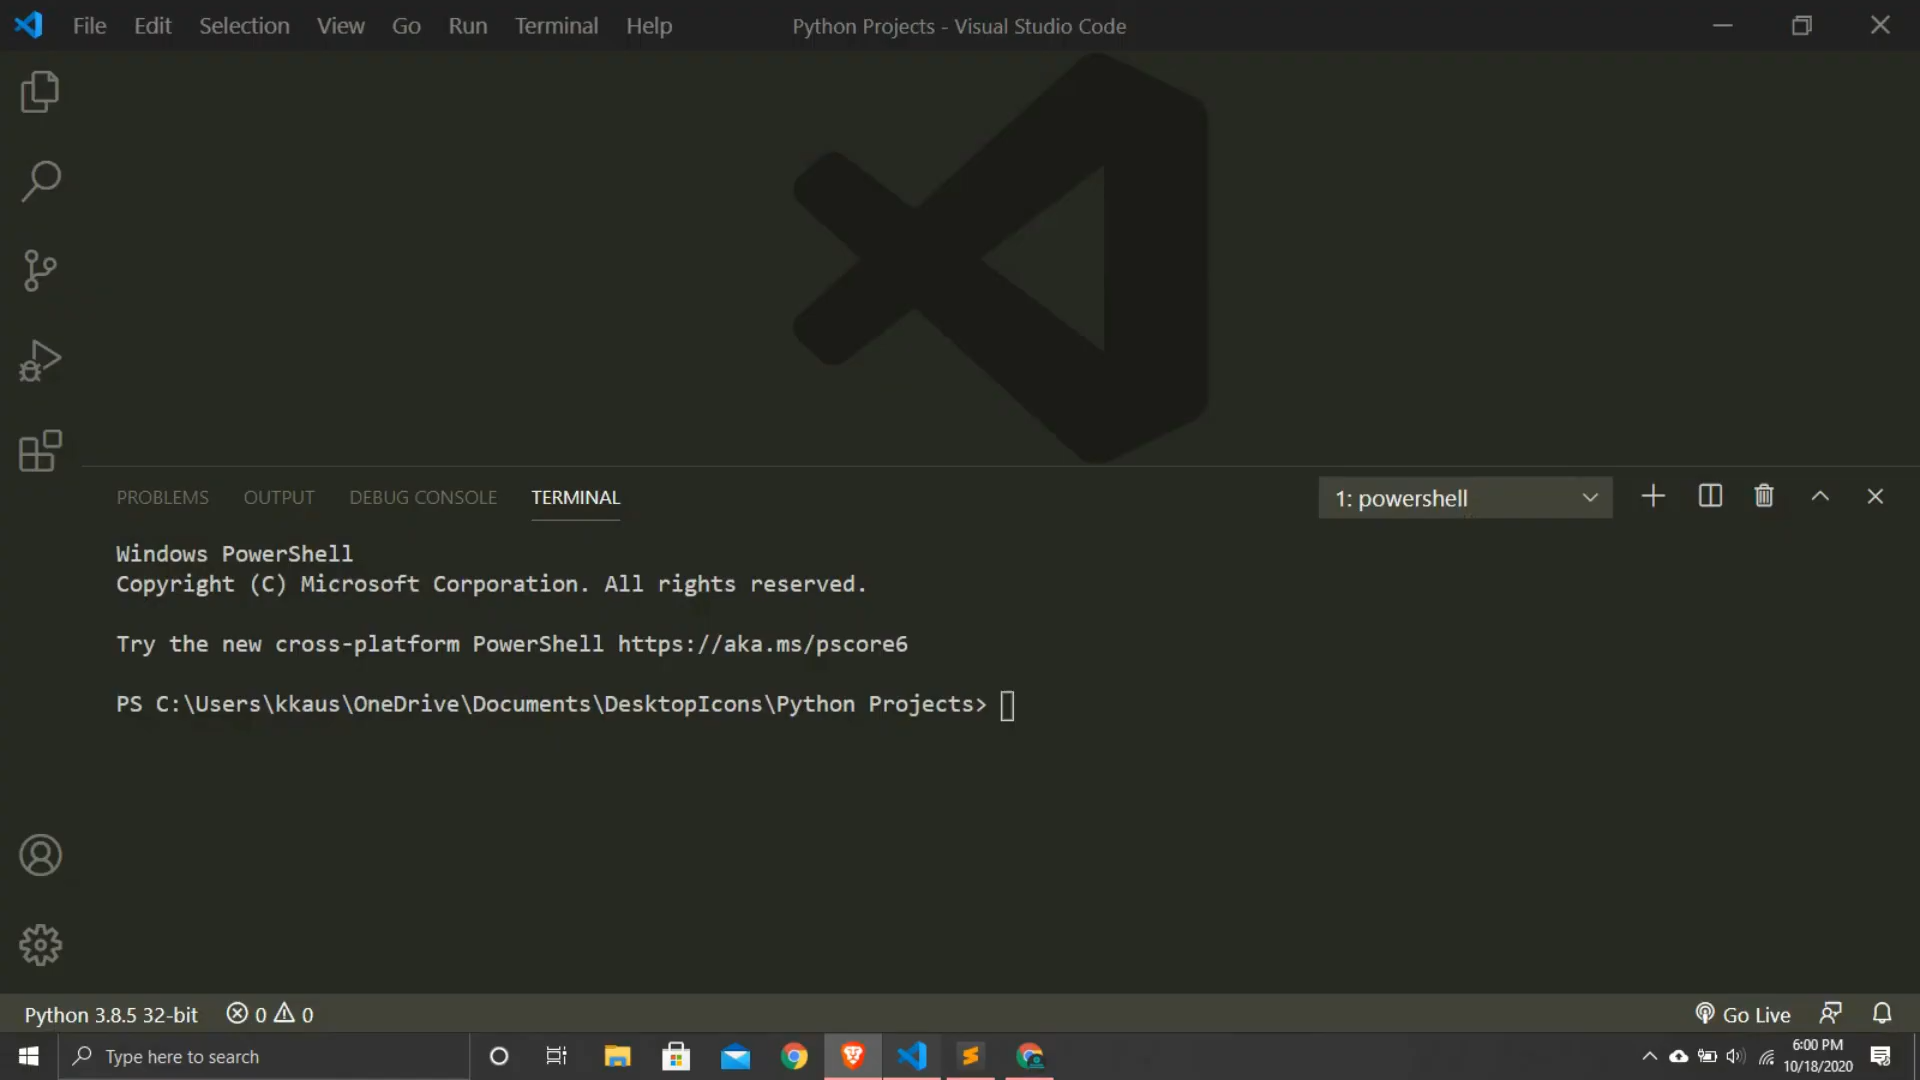 File Edit Selection View Go Run Terminal Help Python Projects - Visual Studio Code
PROBLEMS OUTPUT DEBUG CONSOLE TERMINAL 1: powershell
Windows PowerShell
Copyright (C) Microsoft Corporation. All rights reserved.
Try the new cross-platform PowerShell https://aka.ms/pscore6
PS C:\Users\kkaus\OneDrive\Documents\DesktopIcons\Python Projects>
Python 3.8.5 32-bit 0 0 Go Live
Type here to search 6:00 PM
10/18/2020